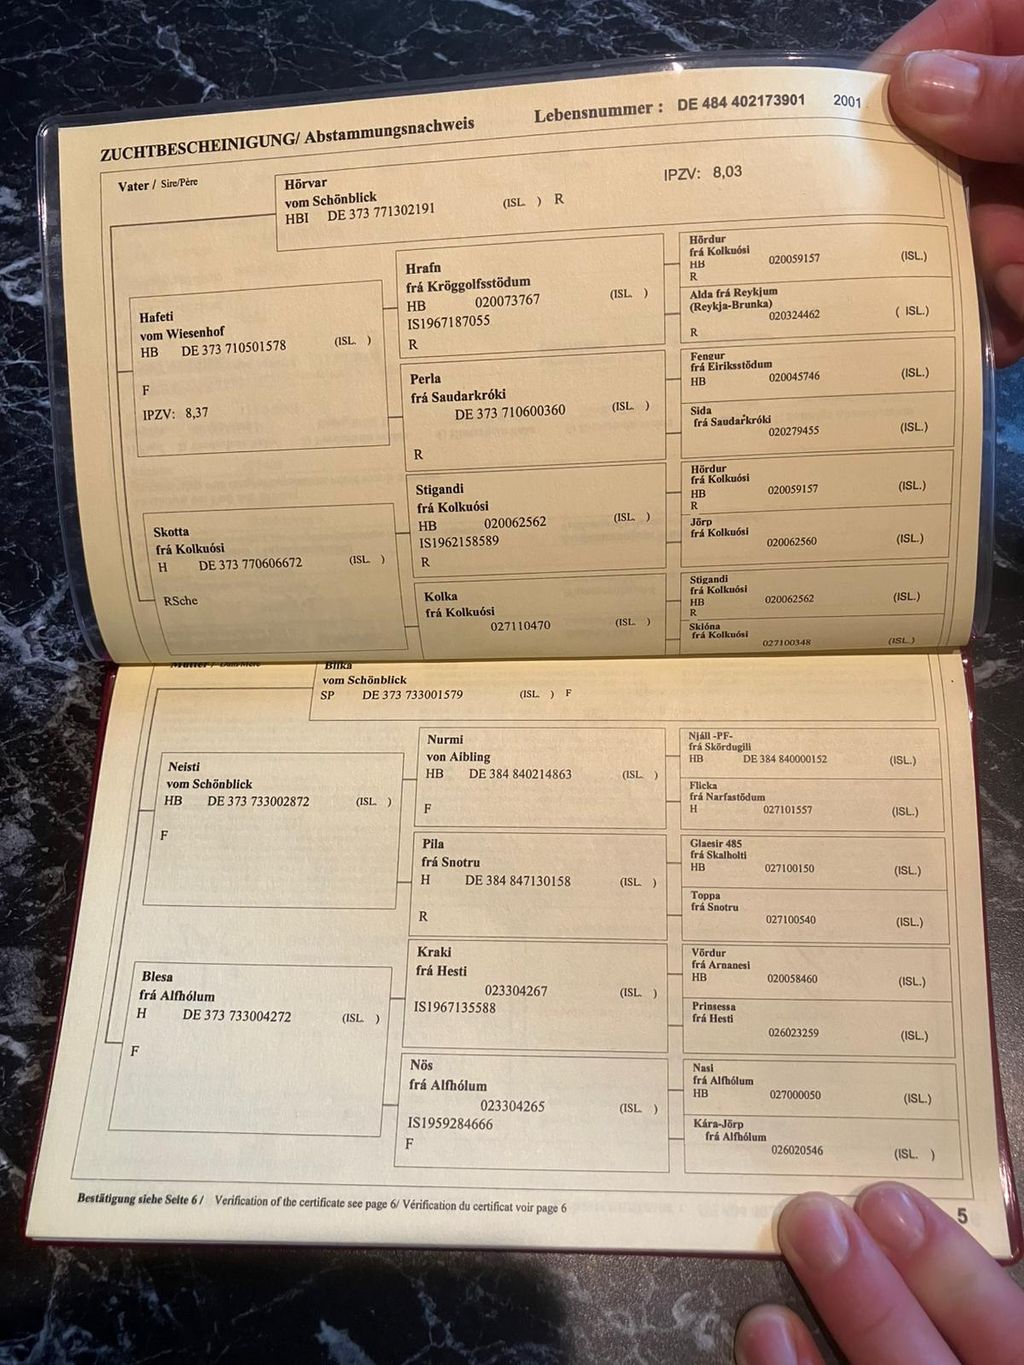 ZUCHTBESCHEINIGUNG/ Abstammungsnachweis
Lebensnummer : DE 484 402173901 2001
Vater / Sire/Père
Hörvar
vom Schönblick
HBI DE 373 771302191 (ISL ) R
IPZV: 8,03
Hafeti
vom Wiesenhof
HB DE 373 710501578 (ISL. )
F
IPZV: 8,37
Hrafn
frá Kröggolfsstödum
HB 020073767 (ISL. )
IS1967187055
R
Hördur
frá Kolkuósi
HB 020059157 (ISL.)
R
Alda frá Reykjum
(Reykja-Brunka)
020324462 ( ISL.)
R
Perla
frá Saudarkróki
DE 373 710600360 (ISL. )
R
Fengur
frá Eiriksstödum
HB 020045746 (ISL.)
Sida
frá Saudarkróki
020279455 (ISL.)
Skotta
frá Kolkuósi
H DE 373 770606672 (ISL. )
RSche
Stigandi
frá Kolkuósi
HB 020062562 (ISL. )
IS1962158589
R
Hördur
frá Kolkuósi
HB 020059157 (ISL.)
R
Jörp
frá Kolkuósi
020062560 (ISL.)
Kolka
frá Kolkuósi
027110470 (ISL. )
Stigandi
frá Kolkuósi
HB 020062562 (ISL.)
R
Skióna
frá Kolkuósi
027100348 (ISL.)
Mutter / Dam/Mère
Blika
vom Schönblick
SP DE 373 733001579 (ISL. ) F
Neisti
vom Schönblick
HB DE 373 733002872 (ISL. )
F
Nurmi
von Aibling
HB DE 384 840214863 (ISL. )
F
Njáll -PF-
frá Skördugili
HB DE 384 840000152 (ISL.)
Flicka
frá Narfastödum
H 027101557 (ISL.)
Pila
frá Snotru
H DE 384 847130158 (ISL. )
R
Glaesir 485
frá Skalholti
HB 027100150 (ISL.)
Toppa
frá Snotru
027100540 (ISL.)
Blesa
frá Alfhólum
H DE 373 733004272 (ISL. )
F
Kraki
frá Hesti
023304267 (ISL. )
IS1967135588
Vördur
frá Arnanesi
HB 020058460 (ISL.)
Prinsessa
frá Hesti
026023259 (ISL.)
Nös
frá Alfhólum
023304265 (ISL. )
IS1959284666
F
Nasi
frá Alfhólum
HB 027000050 (ISL.)
Kára-Jörp
frá Alfhólum
026020546 (ISL. )
Bestätigung siehe Seite 6 / Verification of the certificate see page 6/ Vérification du certificat voir page 6
5